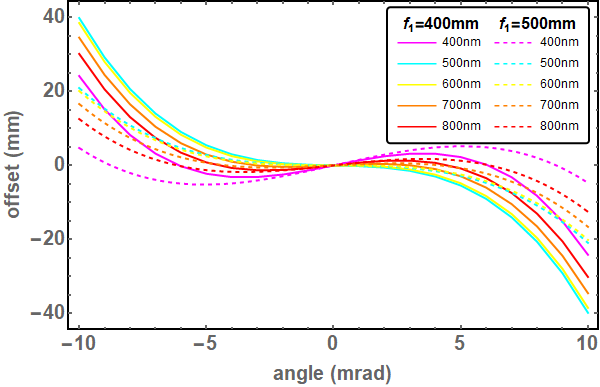 f1=400mm f1=500mm
400nm 400nm
500nm 500nm
600nm 600nm
700nm 700nm
800nm 800nm
40
20
0
−20
−40
offset (mm)
−10 −5 0 5 10
angle (mrad)